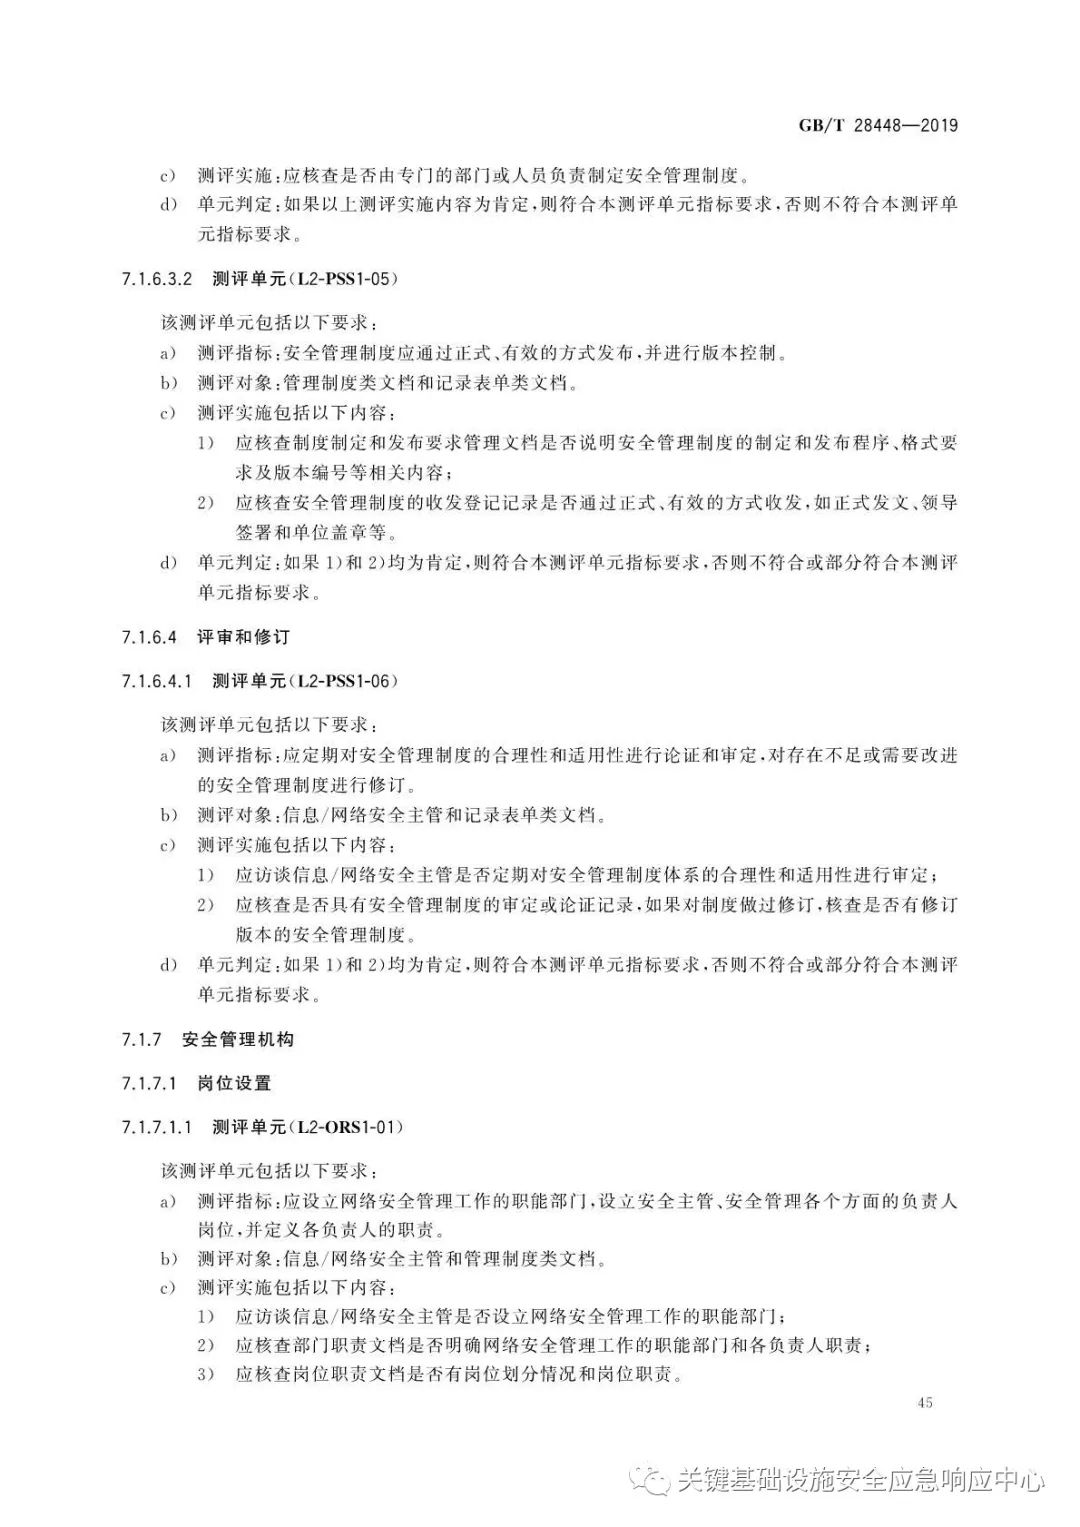 GB/T 28448—2019
c) 测评实施:应核查是否由专门的部门或人员负责制定安全管理制度。
d) 单元判定:如果以上测评实施内容为肯定,则符合本测评单元指标要求,否则不符合本测评单
元指标要求。
7.1.6.3.2 测评单元(L2-PSS1-05)
该测评单元包括以下要求:
a) 测评指标:安全管理制度应通过正式、有效的方式发布,并进行版本控制。
b) 测评对象:管理制度类文档和记录表单类文档。
c) 测评实施包括以下内容:
1) 应核查制度制定和发布要求管理文档是否说明安全管理制度的制定和发布程序、格式要
求及版本编号等相关内容;
2) 应核查安全管理制度的收发登记记录是否通过正式、有效的方式收发,如正式发文、领导
签署和单位盖章等。
d) 单元判定:如果 1)和 2)均为肯定,则符合本测评单元指标要求,否则不符合或部分符合本测评
单元指标要求。
7.1.6.4 评审和修订
7.1.6.4.1 测评单元(L2-PSS1-06)
该测评单元包括以下要求:
a) 测评指标:应定期对安全管理制度的合理性和适用性进行论证和审定,对存在不足或需要改进
的安全管理制度进行修订。
b) 测评对象:信息/网络安全主管和记录表单类文档。
c) 测评实施包括以下内容:
1) 应访谈信息/网络安全主管是否定期对安全管理制度体系的合理性和适用性进行审定;
2) 应核查是否具有安全管理制度的审定或论证记录,如果对制度做过修订,核查是否有修订
版本的安全管理制度。
d) 单元判定:如果 1)和 2)均为肯定,则符合本测评单元指标要求,否则不符合或部分符合本测评
单元指标要求。
7.1.7 安全管理机构
7.1.7.1 岗位设置
7.1.7.1.1 测评单元(L2-ORS1-01)
该测评单元包括以下要求:
a) 测评指标:应设立网络安全管理工作的职能部门,设立安全主管、安全管理各个方面的负责人
岗位,并定义各负责人的职责。
b) 测评对象:信息/网络安全主管和管理制度类文档。
c) 测评实施包括以下内容:
1) 应访谈信息/网络安全主管是否设立网络安全管理工作的职能部门;
2) 应核查部门职责文档是否明确网络安全管理工作的职能部门和各负责人职责;
3) 应核查岗位职责文档是否有岗位划分情况和岗位职责。
45
关键基础设施安全应急响应中心